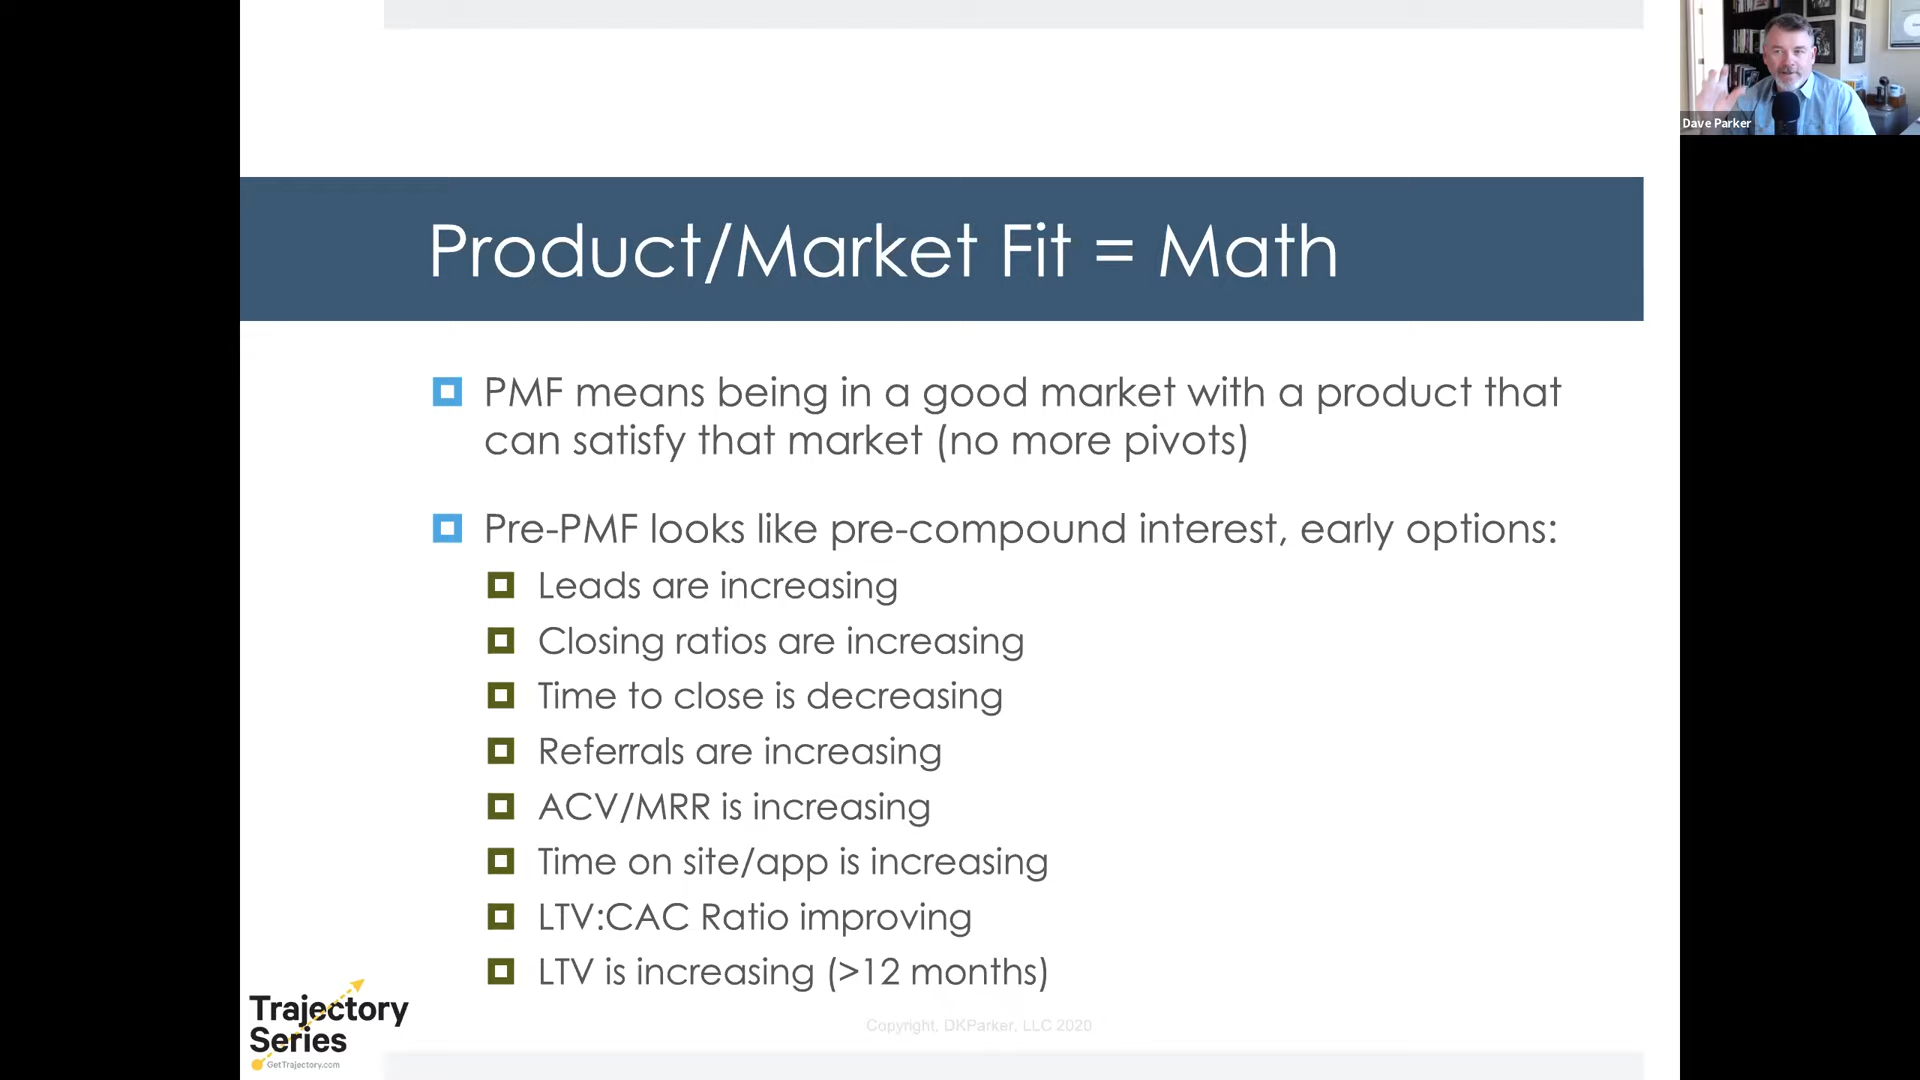 Dave Parker
Product/Market Fit = Math
PMF means being in a good market with a product that
can satisfy that market (no more pivots)
Pre-PMF looks like pre-compound interest, early options:
Leads are increasing
Closing ratios are increasing
Time to close is decreasing
Referrals are increasing
ACV/MRR is increasing
Time on site/app is increasing
LTV:CAC Ratio improving
LTV is increasing (>12 months)
Trajectory
Series
GetTrajectory.com
Copyright, DKParker, LLC 2020